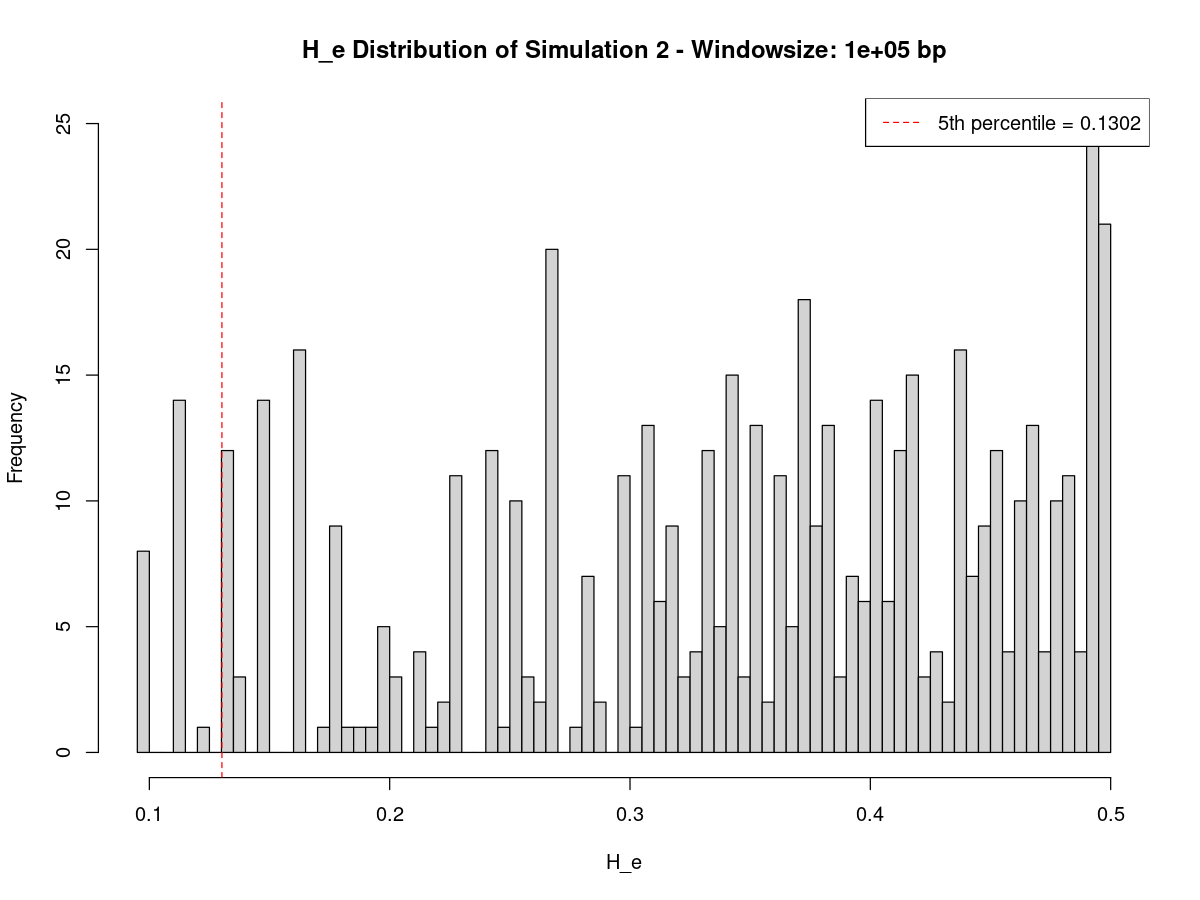 H_e Distribution of Simulation 2 - Windowsize: 1e+05 bp
5th percentile = 0.1302
25
20
15
10
5
0
Frequency
0.1 0.2 0.3 0.4 0.5
H_e